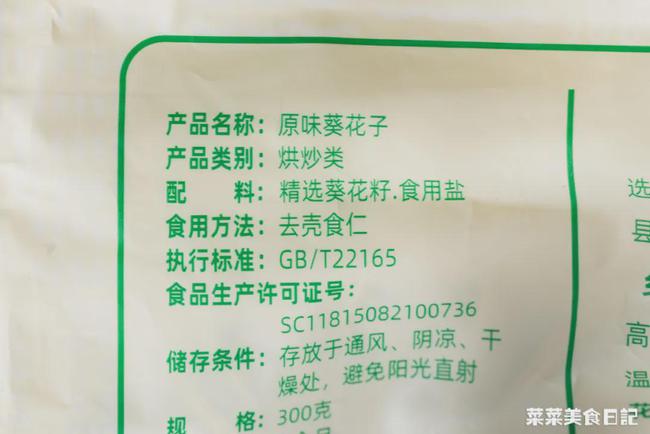 产品名称：原味葵花子
产品类别：烘炒类
配　　料：精选葵花籽.食用盐
食用方法：去壳食仁
执行标准：GB/T22165
食品生产许可证号：
SC11815082100736
储存条件：存放于通风、阴凉、干
燥处，避免阳光直射
规　　格：300克
选
县
高
温
花
菜菜美食日記